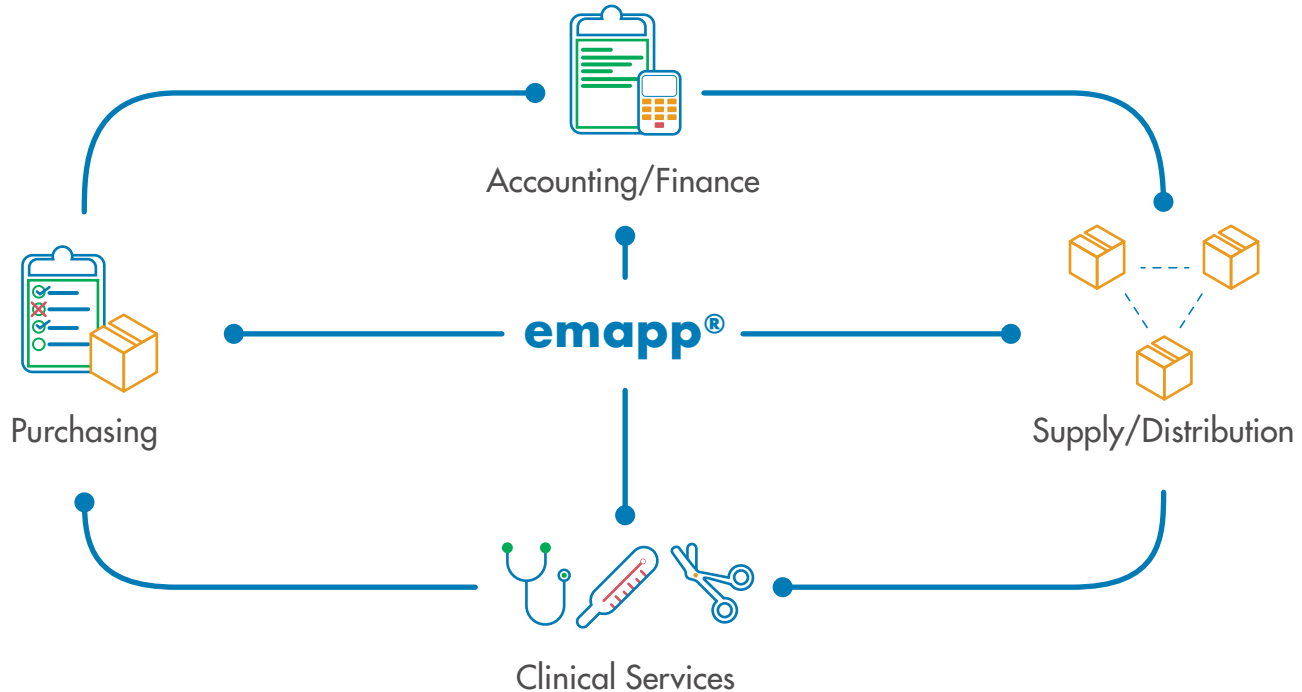 Accounting/Finance
emapp®
Purchasing
Supply/Distribution
Clinical Services